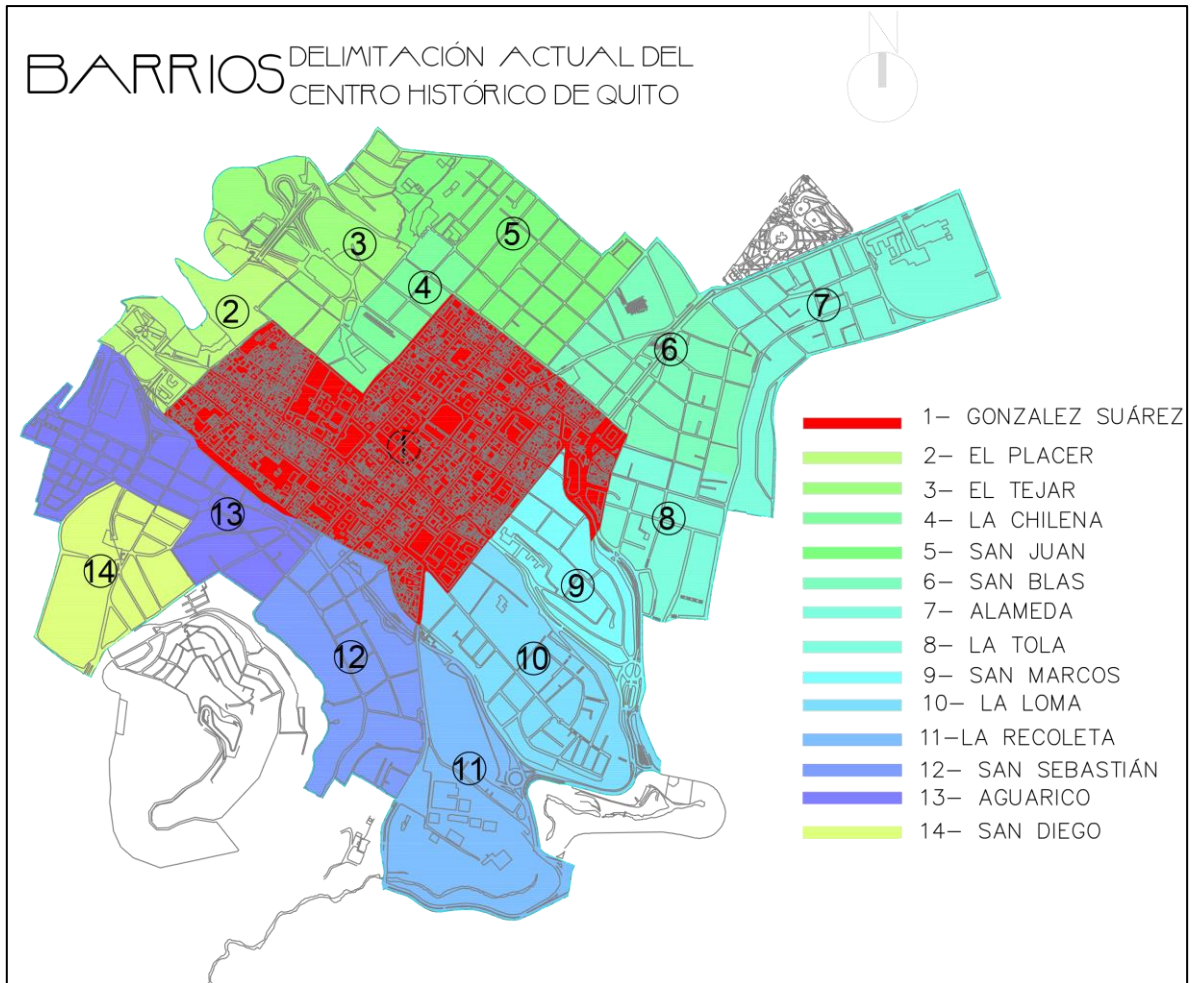 BARRIOS DELIMITACIÓN ACTUAL DEL
CENTRO HISTÓRICO DE QUITO
N
5
3
4
7
2
6
1
8
13
14
9
12
10
11
1- GONZALEZ SUÁREZ
2- EL PLACER
3- EL TEJAR
4- LA CHILENA
5- SAN JUAN
6- SAN BLAS
7- ALAMEDA
8- LA TOLA
9- SAN MARCOS
10- LA LOMA
11-LA RECOLETA
12- SAN SEBASTIÁN
13- AGUARICO
14- SAN DIEGO